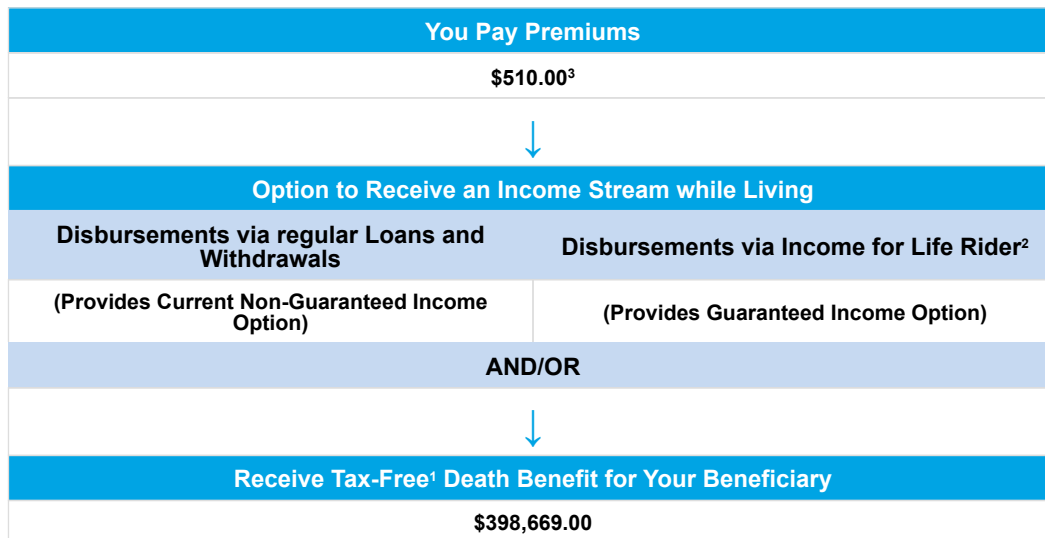 You Pay Premiums
$510.00³
↓
Option to Receive an Income Stream while Living
Disbursements via regular Loans and
Withdrawals
Disbursements via Income for Life Rider²
(Provides Current Non-Guaranteed Income
Option)
(Provides Guaranteed Income Option)
AND/OR
↓
Receive Tax-Free¹ Death Benefit for Your Beneficiary
$398,669.00